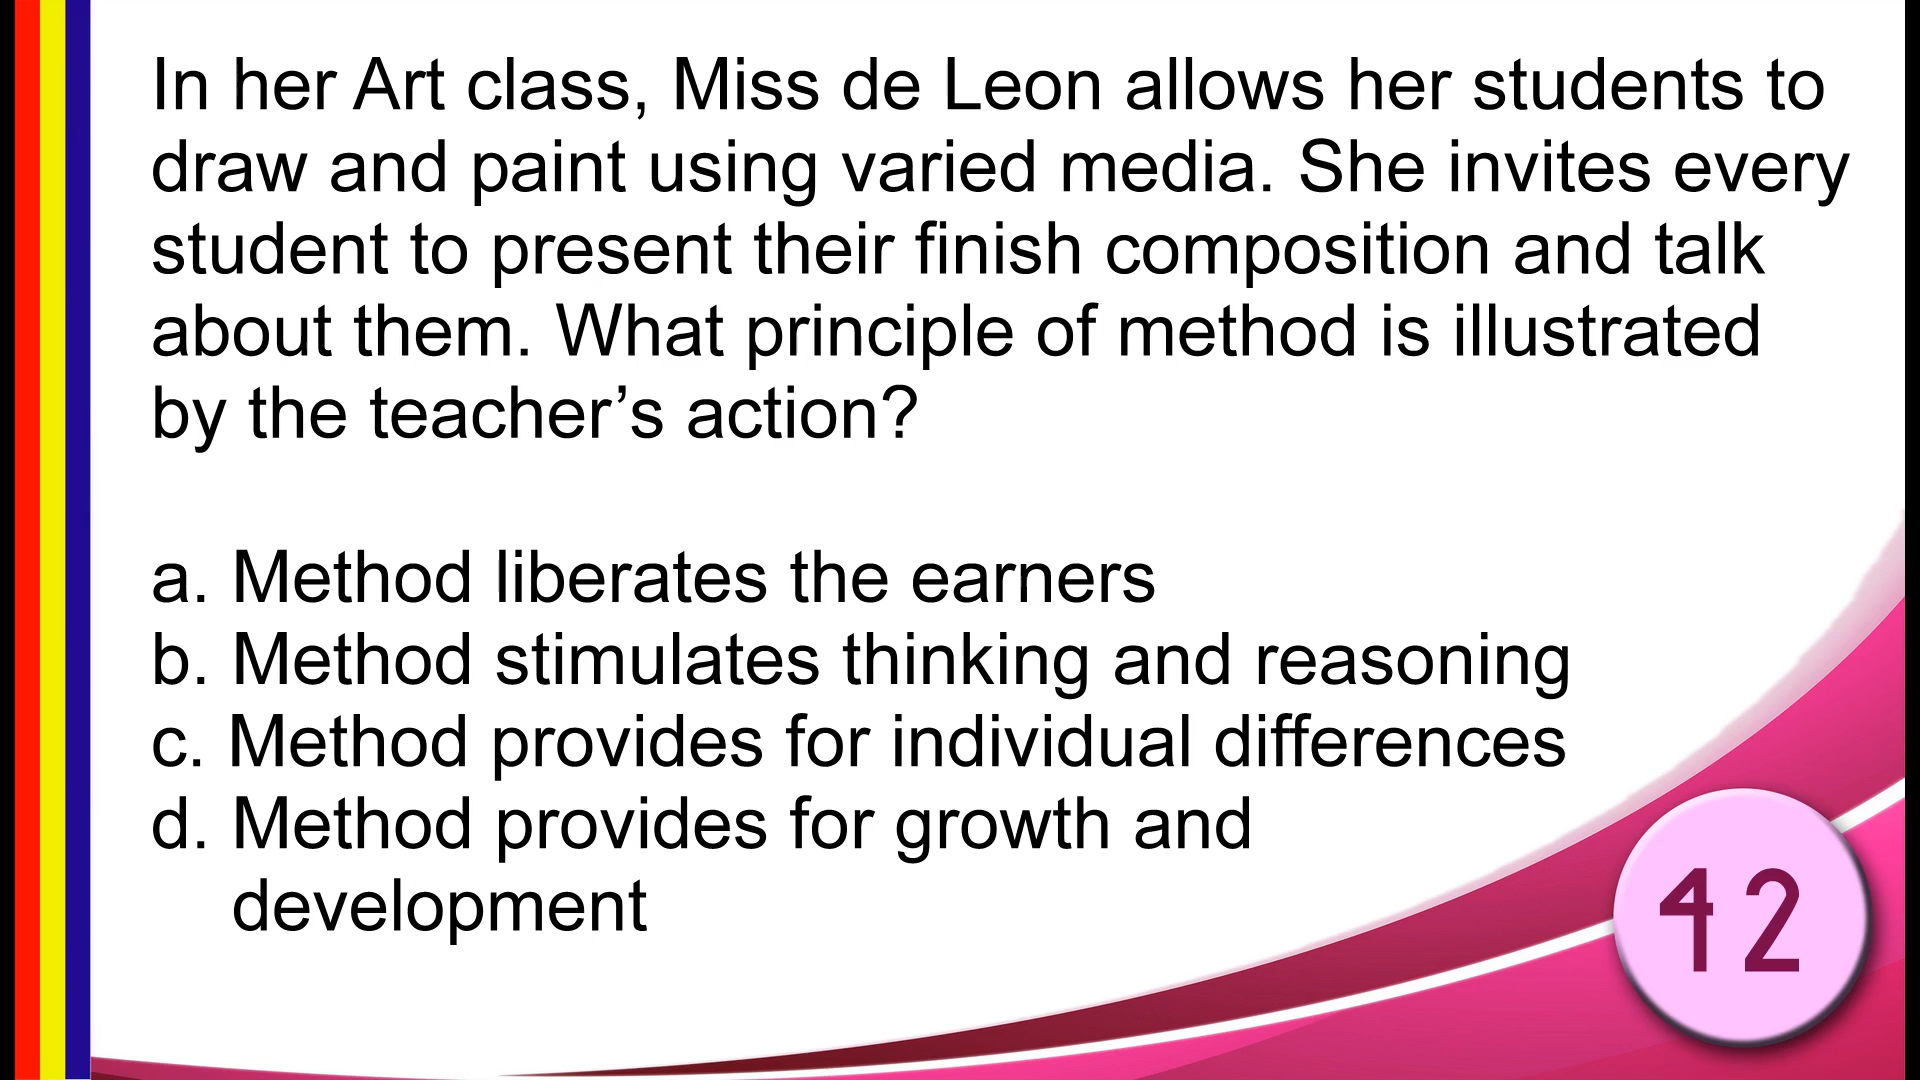 In her Art class, Miss de Leon allows her students to
draw and paint using varied media. She invites every
student to present their finish composition and talk
about them. What principle of method is illustrated
by the teacher’s action?
a. Method liberates the earners
b. Method stimulates thinking and reasoning
c. Method provides for individual differences
d. Method provides for growth and
development
42